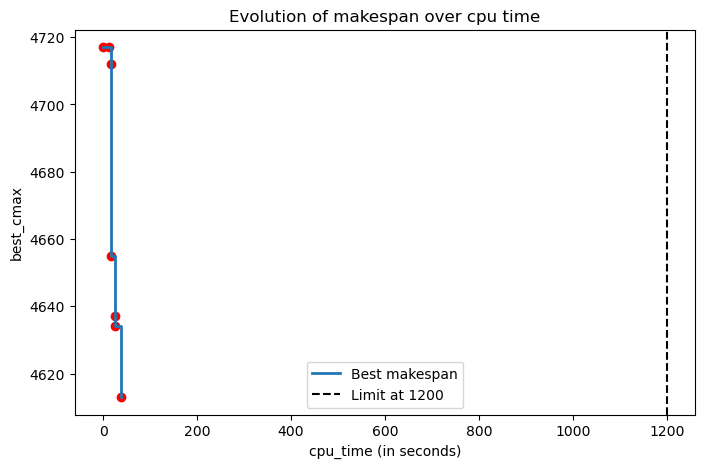 Evolution of makespan over cpu time
4720
4700
4680
4660
4640
4620
best_cmax
Best makespan
Limit at 1200
0 200 400 600 800 1000 1200
cpu_time (in seconds)